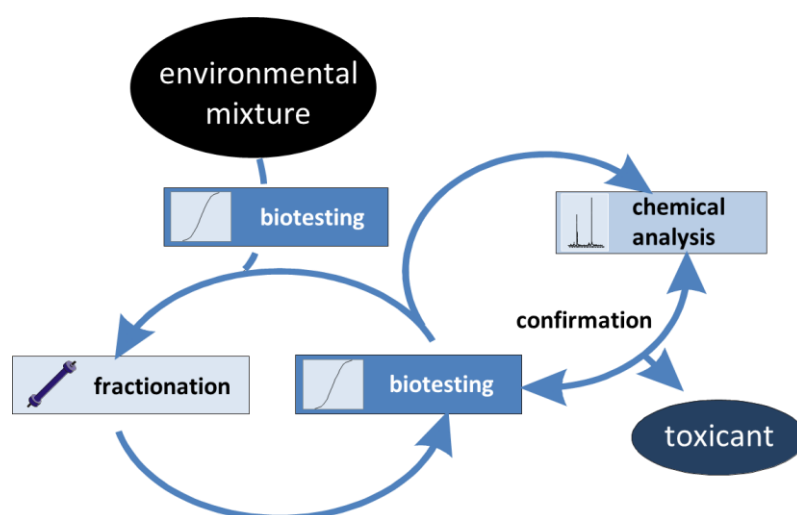 environmental
mixture
biotesting
chemical
analysis
confirmation
fractionation
biotesting
toxicant